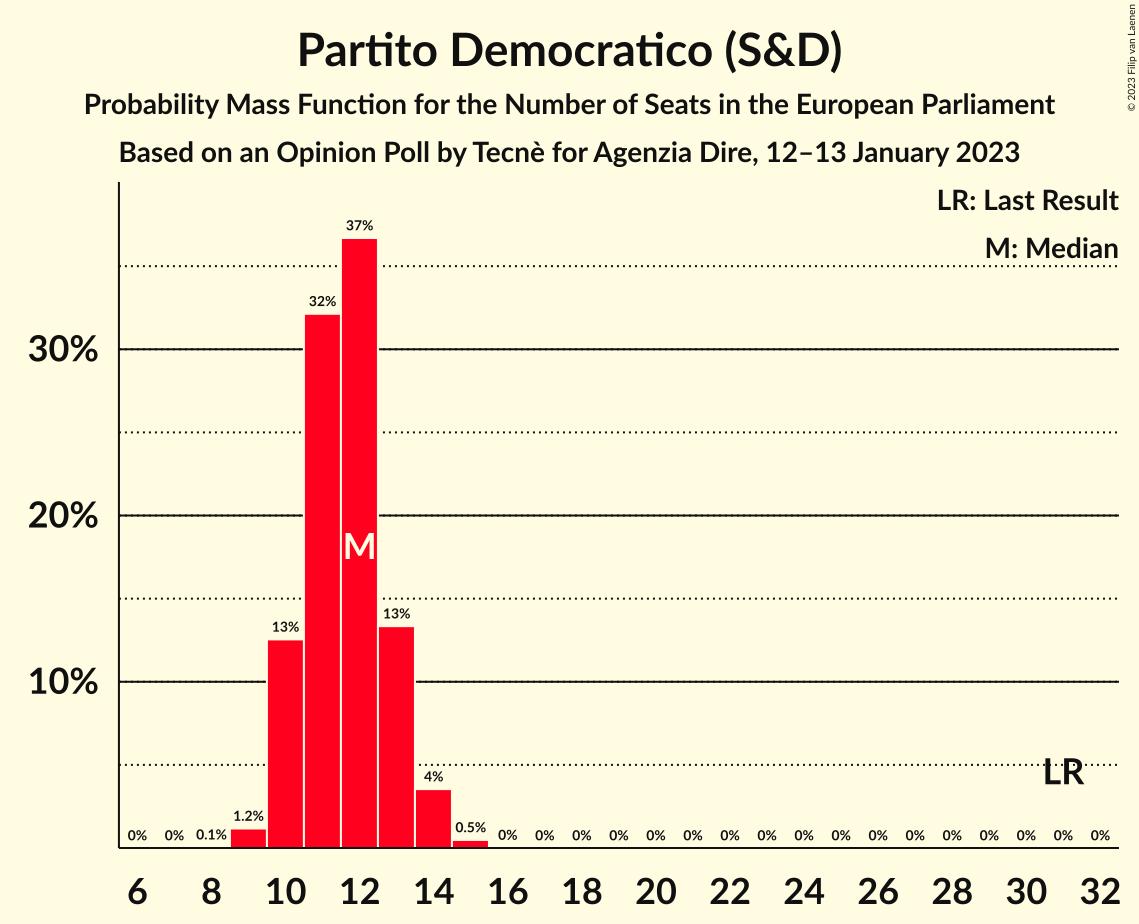 Partito Democratico (S&D)
Probability Mass Function for the Number of Seats in the European Parliament
Based on an Opinion Poll by Tecnè for Agenzia Dire, 12–13 January 2023
© 2023 Filip van Laenen
LR: Last Result
M: Median
30%
20%
10%
0% 0% 0.1% 1.2% 13% 32% 37% 13% 4% 0.5% 0% 0% 0% 0% 0% 0% 0% 0% 0% 0% 0% 0% 0% 0% 0% 0% 0%
M
LR
6 8 10 12 14 16 18 20 22 24 26 28 30 32